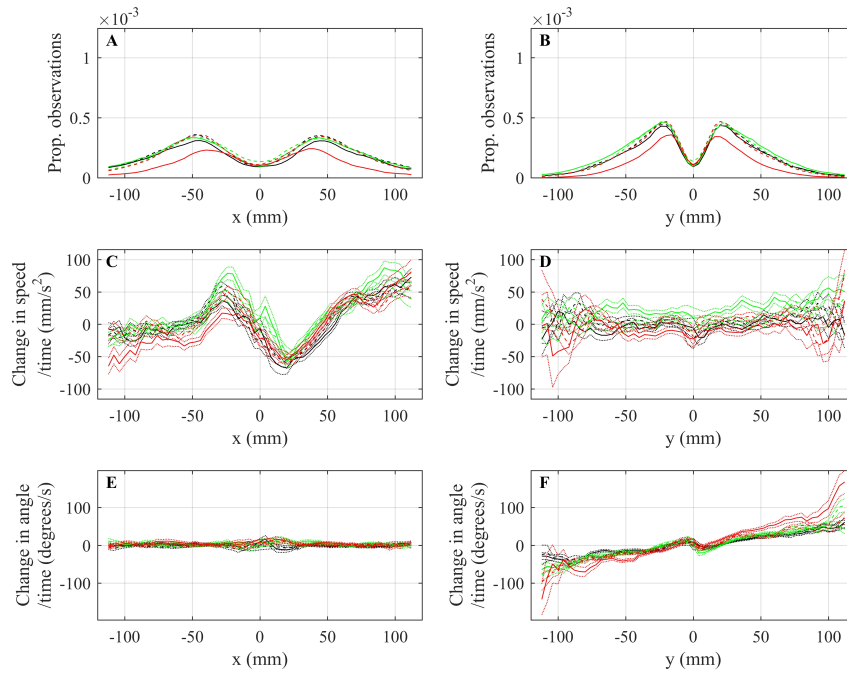 ×10-3
A
1
0.5
0
Prop. observations
-100 -50 0 50 100
x (mm)
×10-3
B
1
0.5
0
Prop. observations
-100 -50 0 50 100
y (mm)
C
100
50
0
-50
-100
Change in speed
/time (mm/s2)
-100 -50 0 50 100
x (mm)
D
100
50
0
-50
-100
Change in speed
/time (mm/s2)
-100 -50 0 50 100
y (mm)
E
100
0
-100
Change in angle
/time (degrees/s)
-100 -50 0 50 100
x (mm)
F
100
0
-100
Change in angle
/time (degrees/s)
-100 -50 0 50 100
y (mm)